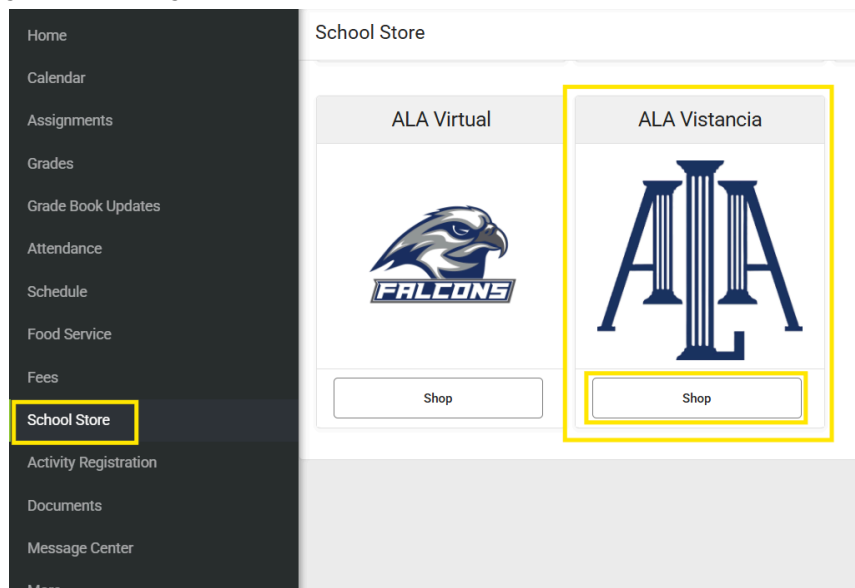 Home
Calendar
Assignments
Grades
Grade Book Updates
Attendance
Schedule
Food Service
Fees
School Store
Activity Registration
Documents
Message Center
School Store
ALA Virtual
FALCONS
Shop
ALA Vistancia
ALA
Shop